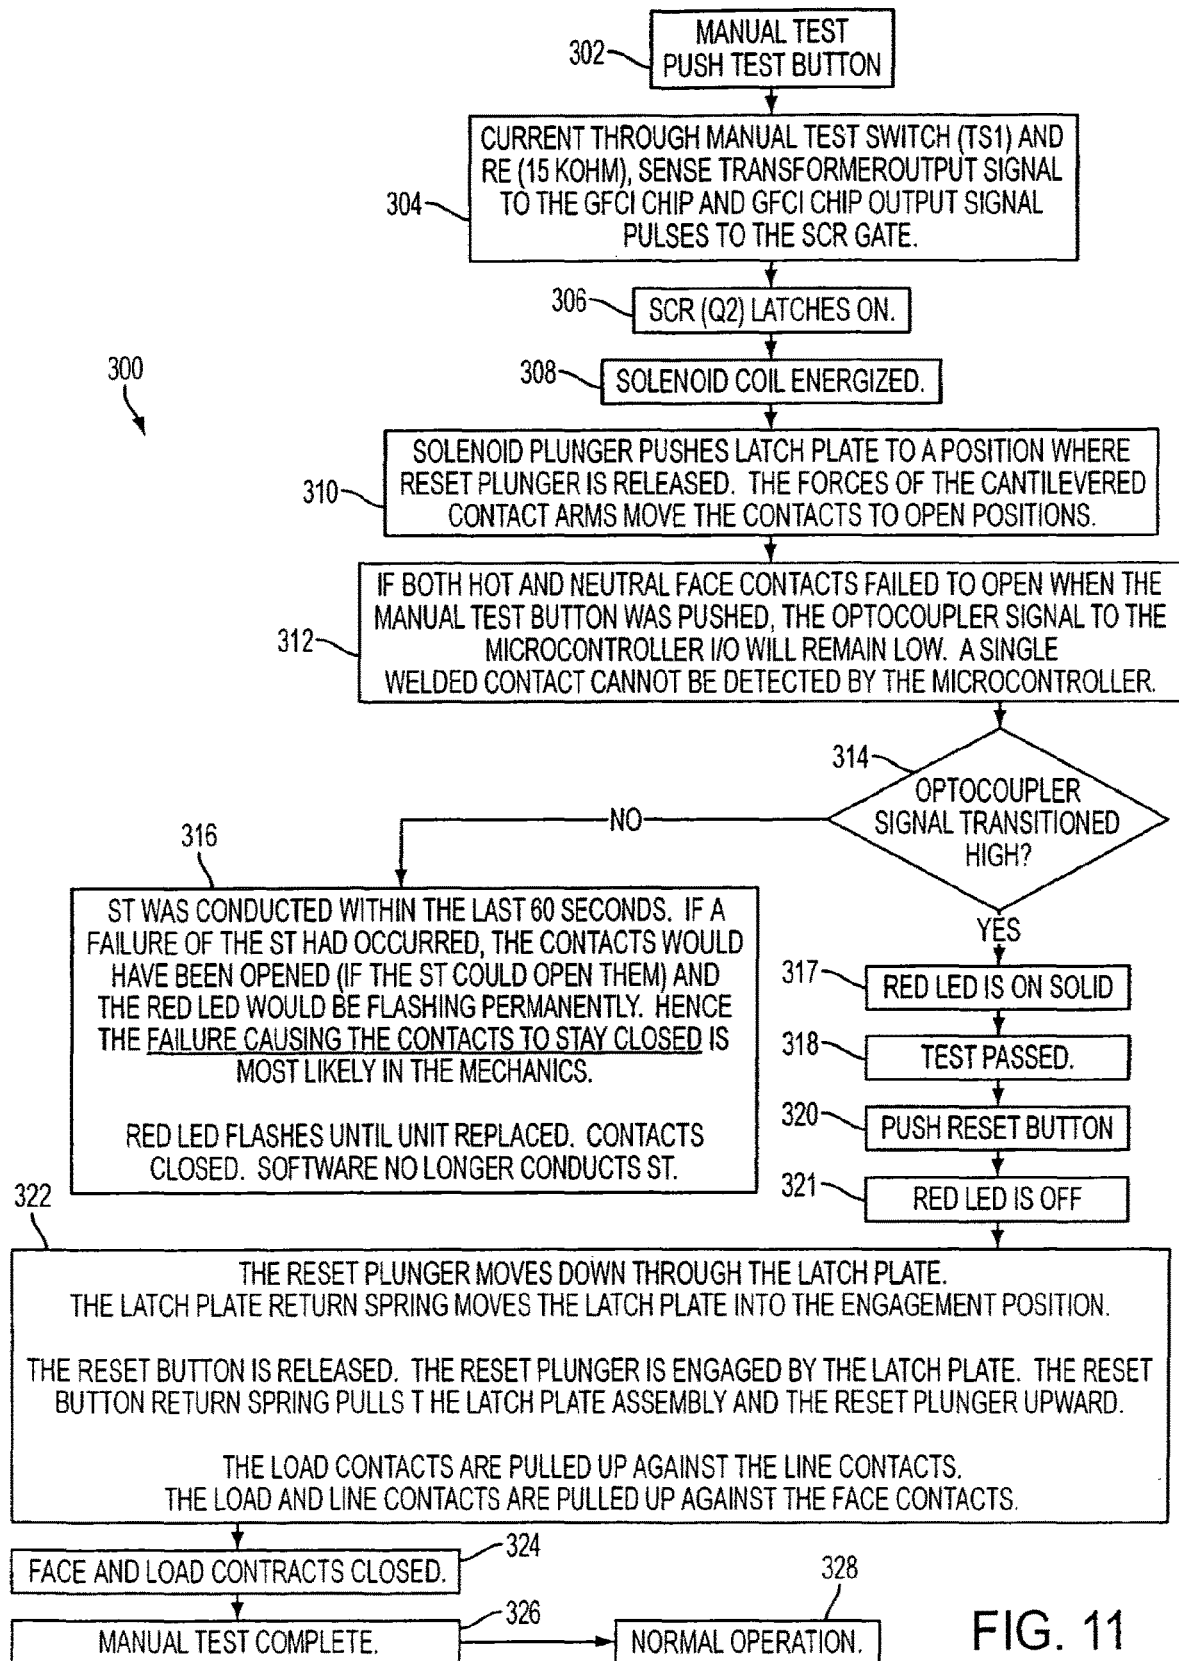 MANUAL TEST
PUSH TEST BUTTON
302
CURRENT THROUGH MANUAL TEST SWITCH (TS1) AND
RE (15 KOHM), SENSE TRANSFORMEROUTPUT SIGNAL
TO THE GFCI CHIP AND GFCI CHIP OUTPUT SIGNAL
PULSES TO THE SCR GATE.
304
306
SCR (Q2) LATCHES ON.
300
308
SOLENOID COIL ENERGIZED.
SOLENOID PLUNGER PUSHES LATCH PLATE TO A POSITION WHERE
RESET PLUNGER IS RELEASED. THE FORCES OF THE CANTILEVERED
CONTACT ARMS MOVE THE CONTACTS TO OPEN POSITIONS.
310
IF BOTH HOT AND NEUTRAL FACE CONTACTS FAILED TO OPEN WHEN THE
MANUAL TEST BUTTON WAS PUSHED, THE OPTOCOUPLER SIGNAL TO THE
MICROCONTROLLER I/O WILL REMAIN LOW. A SINGLE
WELDED CONTACT CANNOT BE DETECTED BY THE MICROCONTROLLER.
312
314
OPTOCOUPLER
SIGNAL TRANSITIONED
HIGH?
NO
316
ST WAS CONDUCTED WITHIN THE LAST 60 SECONDS. IF A
FAILURE OF THE ST HAD OCCURRED, THE CONTACTS WOULD
HAVE BEEN OPENED (IF THE ST COULD OPEN THEM) AND
THE RED LED WOULD BE FLASHING PERMANENTLY. HENCE
THE FAILURE CAUSING THE CONTACTS TO STAY CLOSED IS
MOST LIKELY IN THE MECHANICS.
RED LED FLASHES UNTIL UNIT REPLACED. CONTACTS
CLOSED. SOFTWARE NO LONGER CONDUCTS ST.
YES
317
RED LED IS ON SOLID
318
TEST PASSED.
320
PUSH RESET BUTTON
321
RED LED IS OFF
322
THE RESET PLUNGER MOVES DOWN THROUGH THE LATCH PLATE.
THE LATCH PLATE RETURN SPRING MOVES THE LATCH PLATE INTO THE ENGAGEMENT POSITION.
THE RESET BUTTON IS RELEASED. THE RESET PLUNGER IS ENGAGED BY THE LATCH PLATE. THE RESET
BUTTON RETURN SPRING PULLS T HE LATCH PLATE ASSEMBLY AND THE RESET PLUNGER UPWARD.
THE LOAD CONTACTS ARE PULLED UP AGAINST THE LINE CONTACTS.
THE LOAD AND LINE CONTACTS ARE PULLED UP AGAINST THE FACE CONTACTS.
FACE AND LOAD CONTRACTS CLOSED.
324
MANUAL TEST COMPLETE.
326
328
NORMAL OPERATION.
FIG. 11